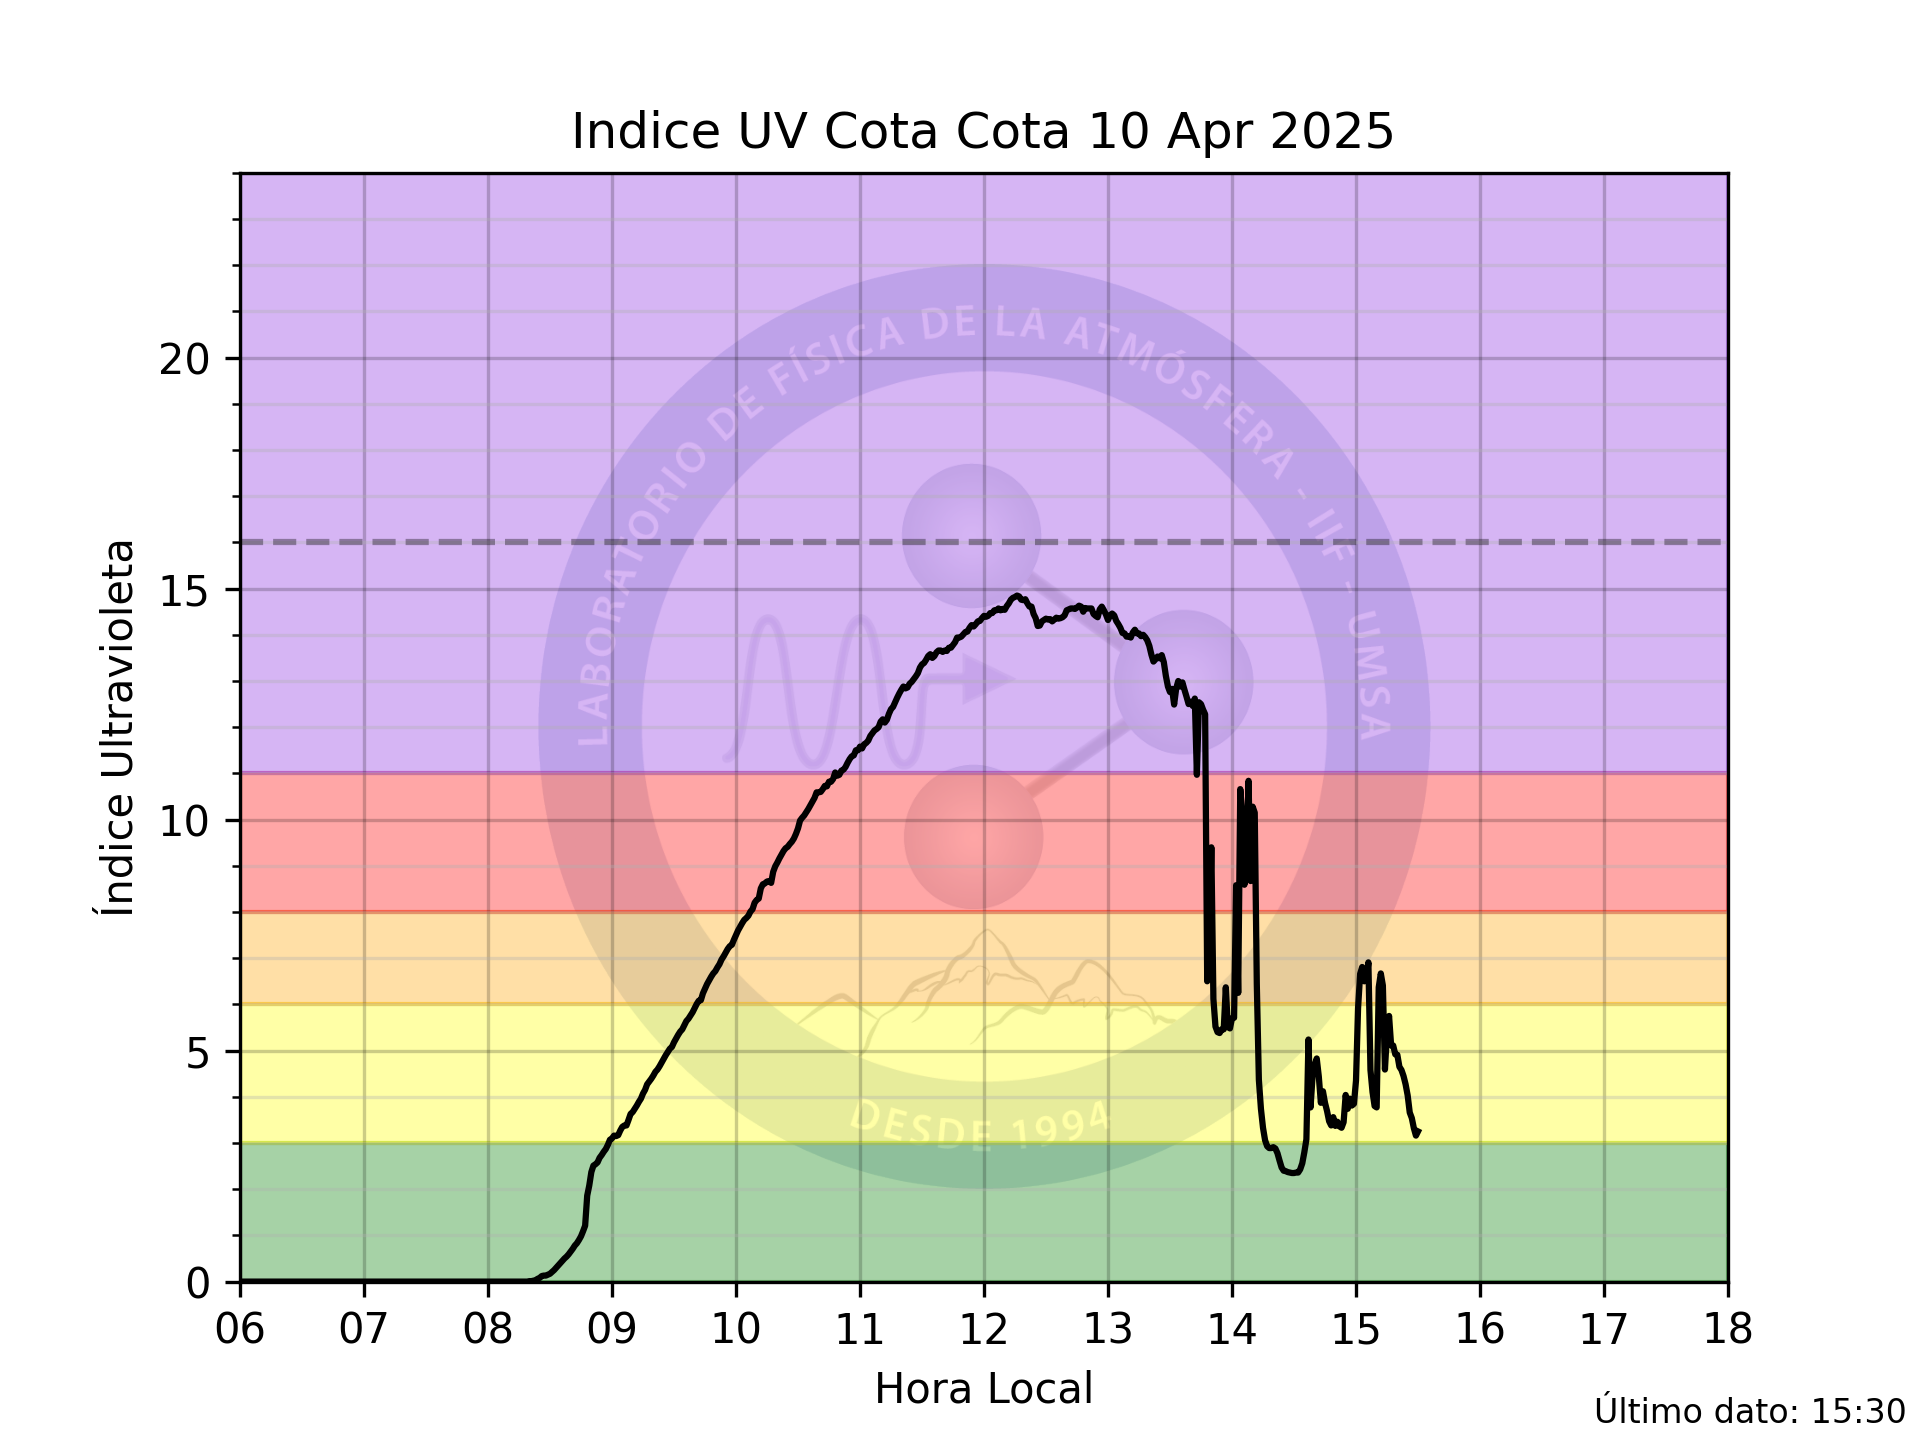 Indice UV Cota Cota 10 Apr 2025
LABORATORIO DE FÍSICA DE LA ATMÓSFERA - IIF - UMSA
DESDE 1994
Índice Ultravioleta
20
15
10
5
0
06 07 08 09 10 11 12 13 14 15 16 17 18
Hora Local
Último dato: 15:30